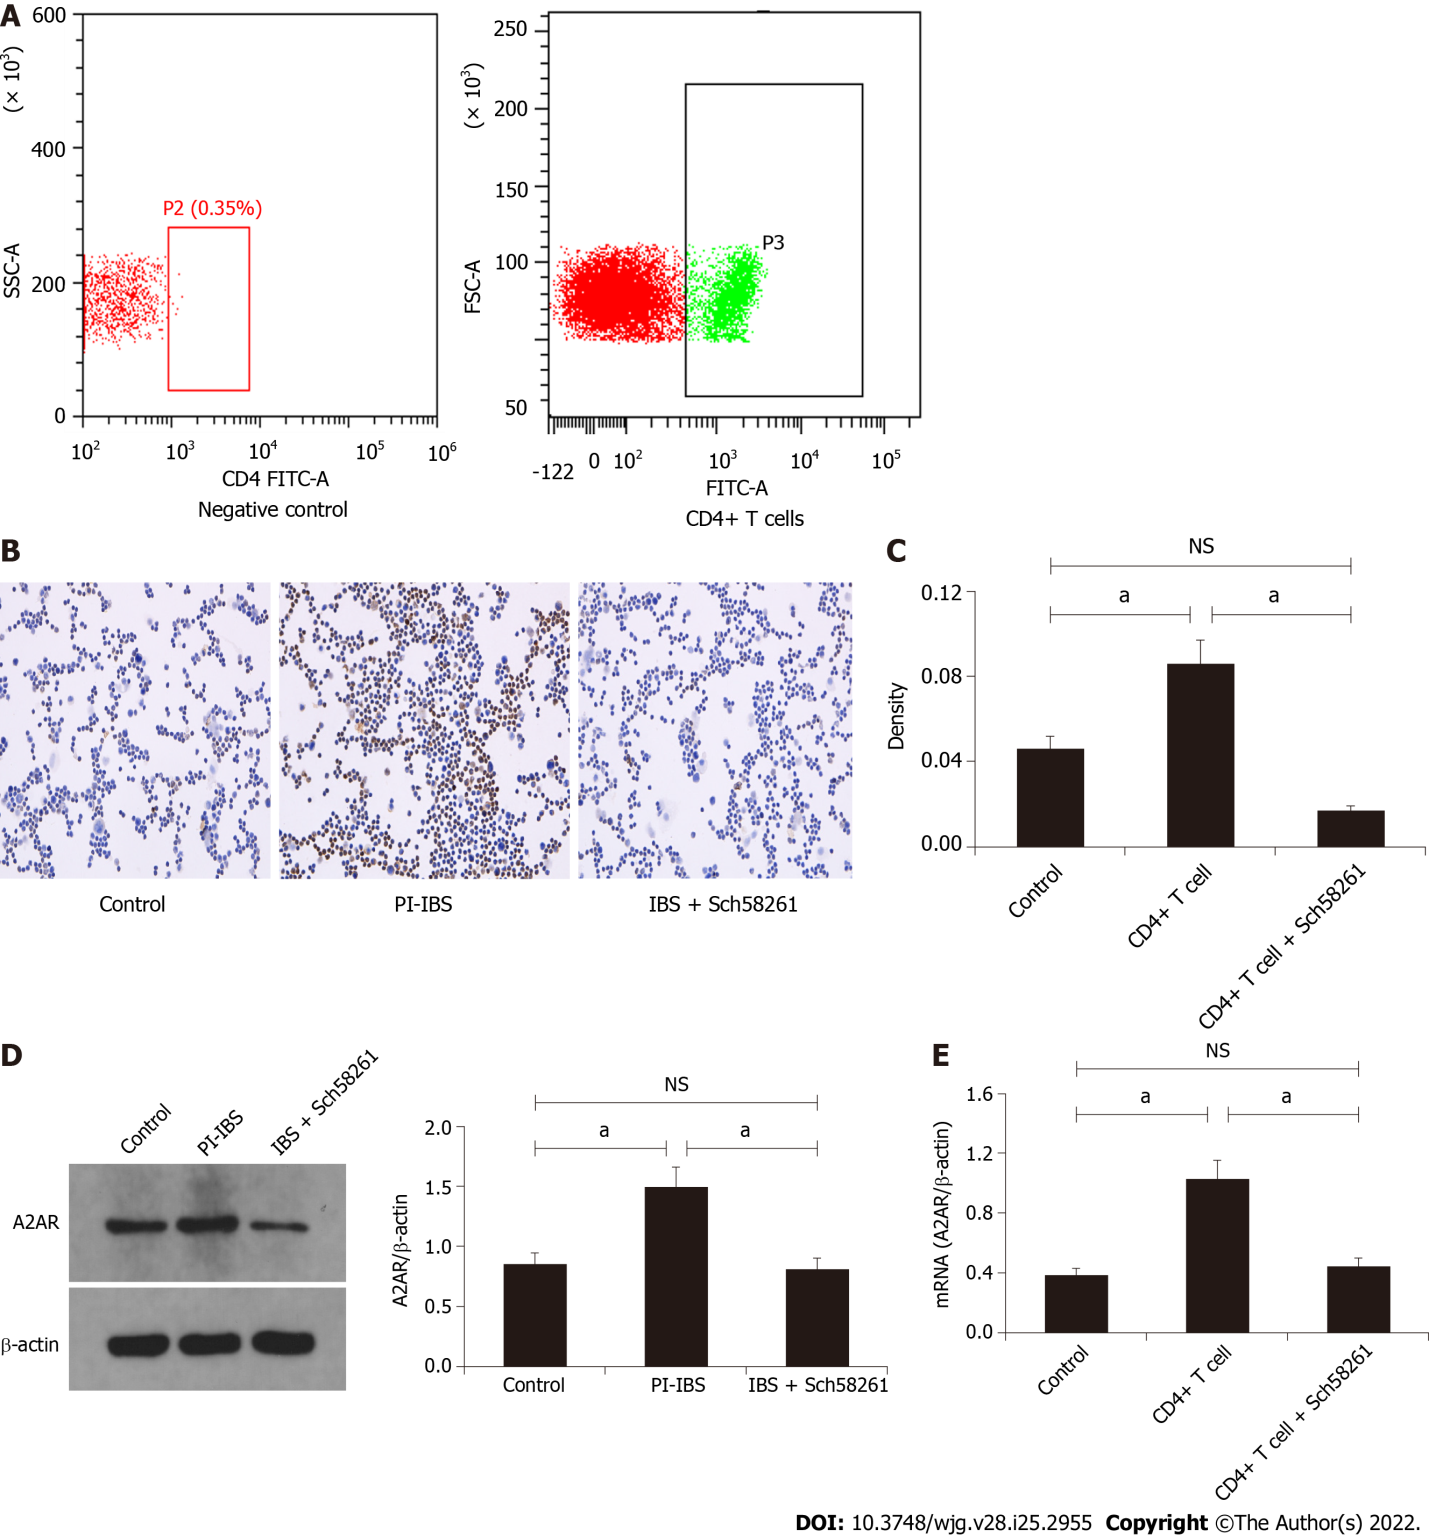 A
600
400
200
0
(× 10³)
SSC-A
P2 (0.35%)
10² 10³ 10⁴ 10⁵ 10⁶
CD4 FITC-A
Negative control
250
200
150
100
50
(× 10³)
FSC-A
P3
-122 0 10² 10³ 10⁴ 10⁵
FITC-A
CD4+ T cells
B
Control PI-IBS IBS + Sch58261
C
NS
a a
0.12
0.08
0.04
0.00
Density
Control
CD4+ T cell
CD4+ T cell + Sch58261
D
Control
PI-IBS
IBS + Sch58261
A2AR
β-actin
NS
a a
2.0
1.5
1.0
0.5
0.0
A2AR/β-actin
Control PI-IBS IBS + Sch58261
E
NS
a a
1.6
1.2
0.8
0.4
0.0
mRNA (A2AR/β-actin)
Control
CD4+ T cell
CD4+ T cell + Sch58261
DOI: 10.3748/wjg.v28.i25.2955 Copyright ©The Author(s) 2022.